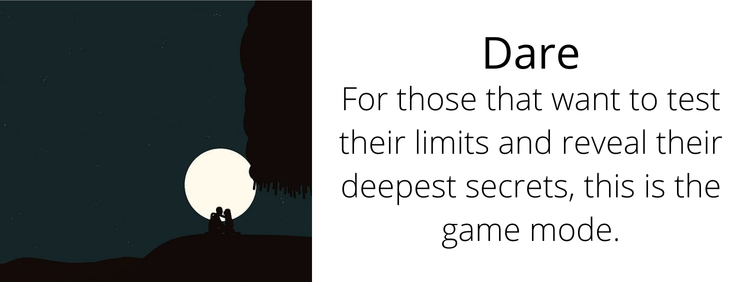 Dare
For those that want to test
their limits and reveal their
deepest secrets, this is the
game mode.